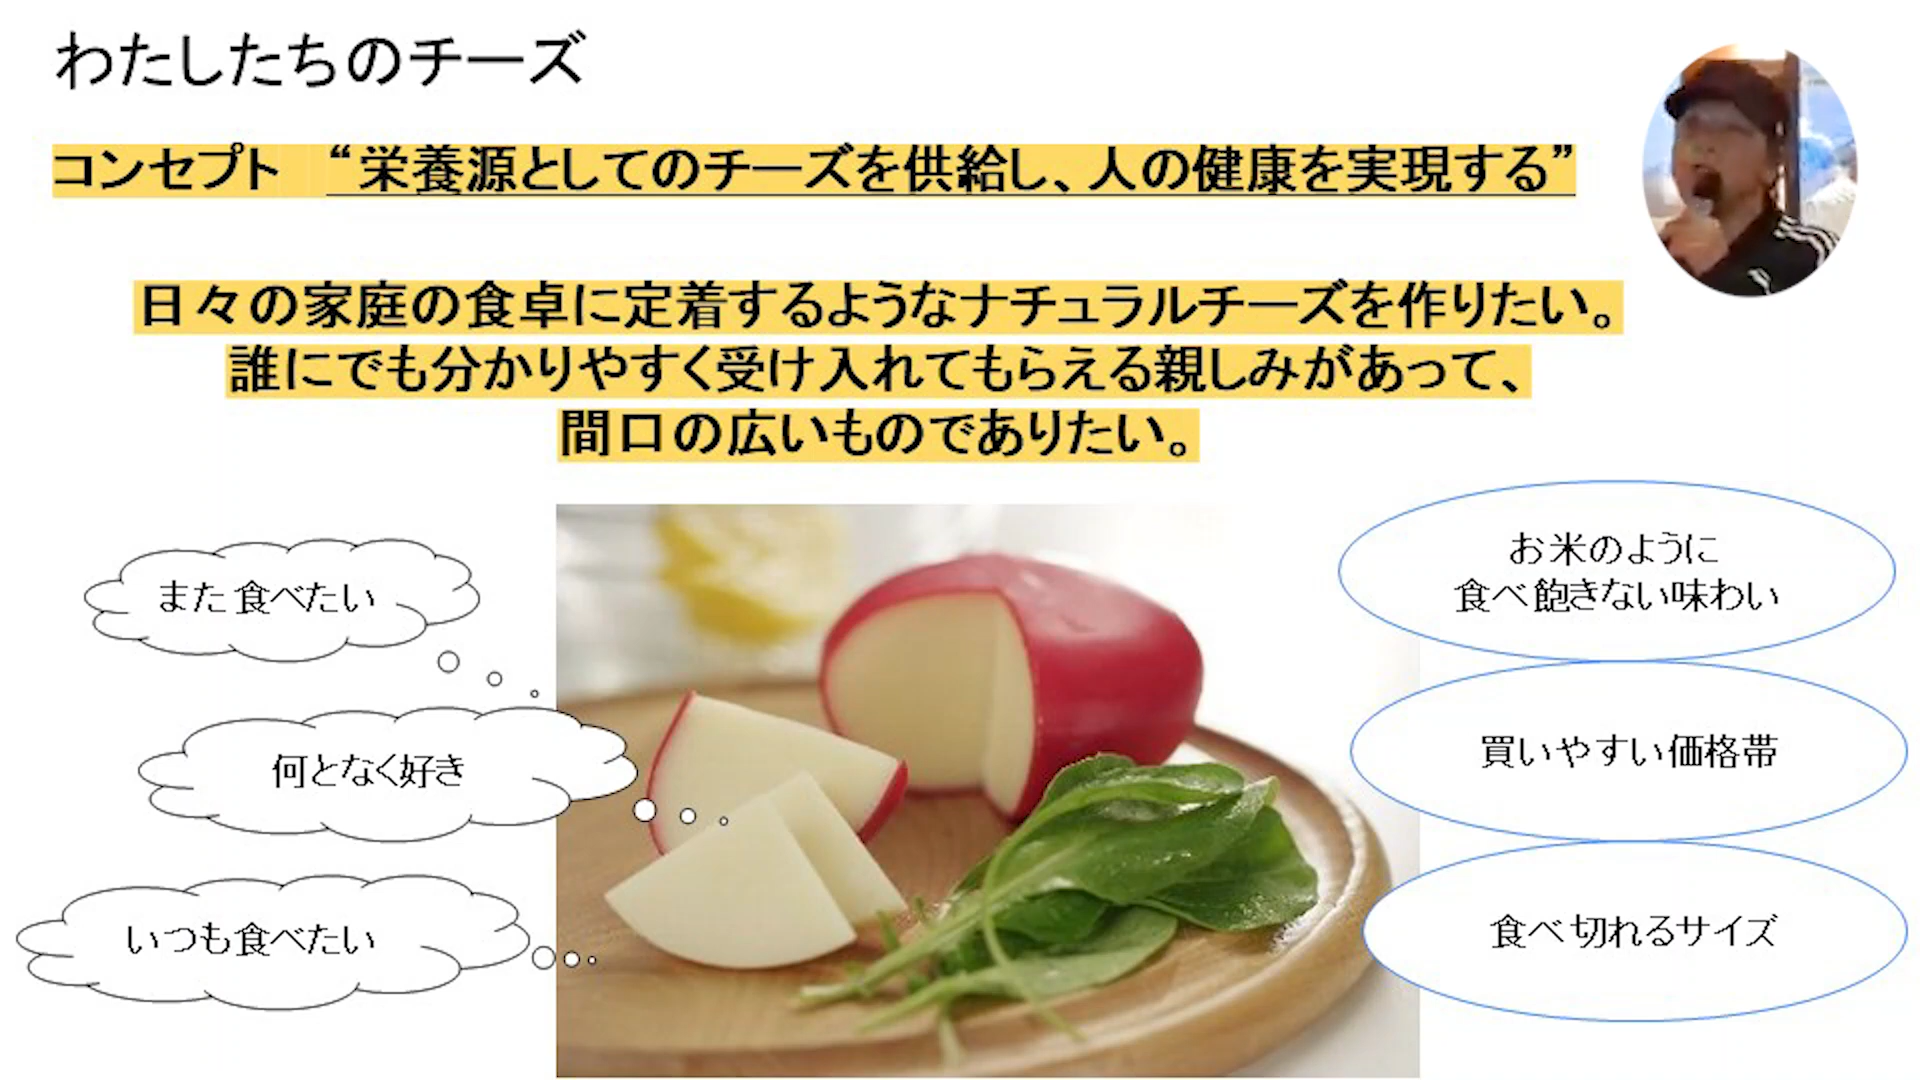 わたしたちのチーズ
コンセプト　“栄養源としてのチーズを供給し、人の健康を実現する”
日々の家庭の食卓に定着するようなナチュラルチーズを作りたい。
誰にでも分かりやすく受け入れてもらえる親しみがあって、
間口の広いものでありたい。
また食べたい
何となく好き
いつも食べたい
お米のように
食べ飽きない味わい
買いやすい価格帯
食べ切れるサイズ